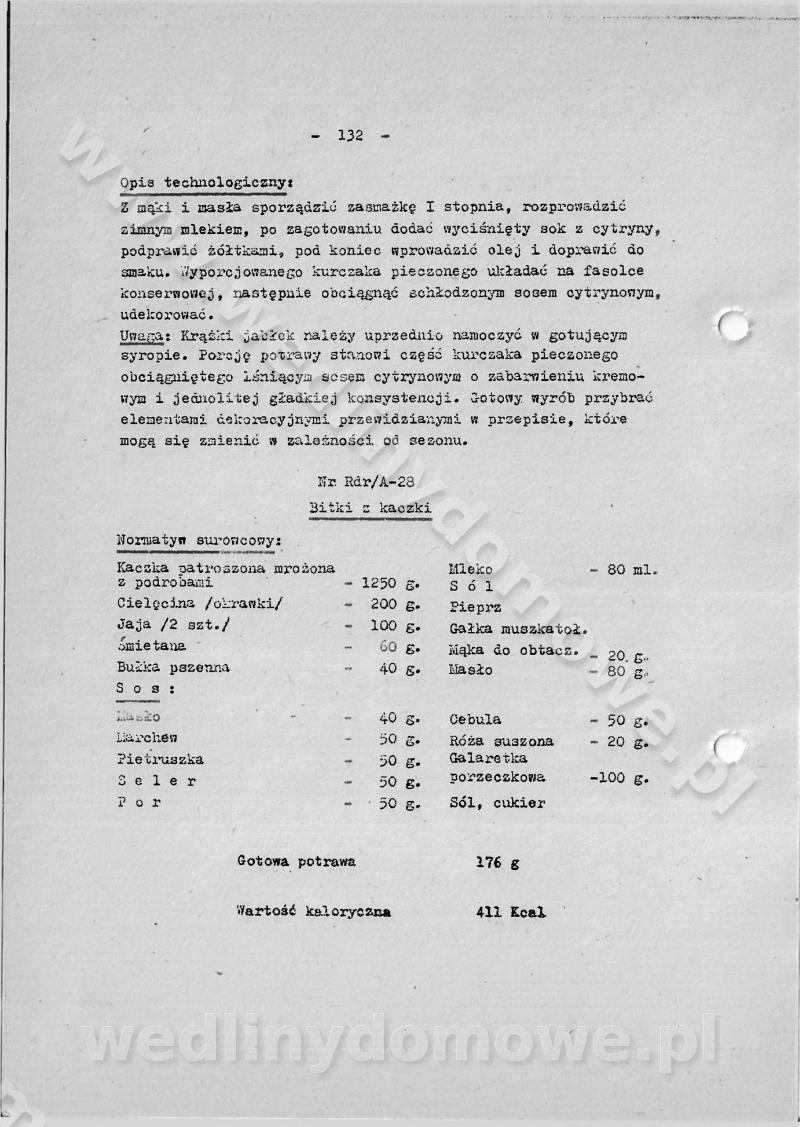 - 132 -
Opis technologiczny:
Z mąki i masła sporządzić zasmażkę I stopnia, rozprowadzić
zimnym mlekiem, po zagotowaniu dodać wyciśnięty sok z cytryny,
podprawić żółtkami, pod koniec wprowadzić olej i doprawić do
smaku. Wyporcjowanego kurczaka pieczonego układać na fasolce
konserwowej, następnie obciągnąć schłodzonym sosem cytrynowym,
udekorować.
Uwaga: Krążki jabłek należy uprzednio namoczyć w gotującym
syropie. Porcję potrawy stanowi część kurczaka pieczonego
obciągniętego lśniącym sosem cytrynowym o zabarwieniu kremo-
wym i jednolitej gładkiej konsystencji. Gotowy wyrób przybrać
elementami dekoracyjnymi przewidzianymi w przepisie, które
mogą się zmienić w zależności od sezonu.
Nr Rdr/A-28
Bitki z kaczki
Normatyw surowcowy:
Kaczka patroszona mrożona
z podrobami - 1250 g.
Cielęcina /okrawki/ - 200 g.
Jaja /2 szt./ - 100 g.
Śmietana - 60 g.
Bułka pszenna - 40 g.
Mleko - 80 ml.
S ó l
Pieprz
Gałka muszkatoł.
Mąka do obtacz. - 20. g.
Masło - 80 g.
S o s :
Masło - 40 g.
Marchew - 50 g.
Pietruszka - 50 g.
S e l e r - 50 g.
P o r - 50 g.
Cebula - 50 g.
Róża suszona - 20 g.
Galaretka
porzeczkowa -100 g.
Sól, cukier
Gotowa potrawa 176 g
Wartość kaloryczna 411 Kcal
www.wedlinydomowe.pl
wedlinydomowe.pl